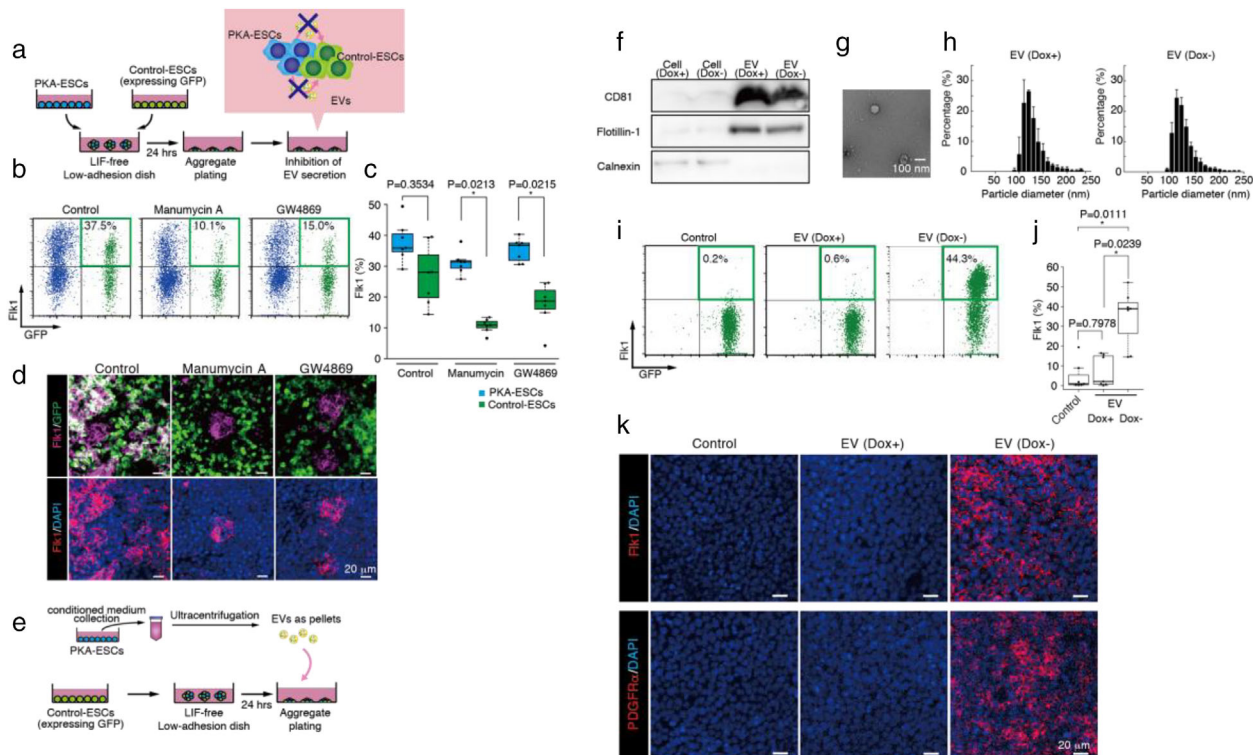 a
PKA-ESCs
Control-ESCs
EVs
PKA-ESCs
Control-ESCs
(expressing GFP)
LIF-free
Low-adhesion dish
24 hrs
Aggregate
plating
Inhibition of
EV secretion
b
Control
Manumycin A
GW4869
37.5%
10.1%
15.0%
Flk1
GFP
c
P=0.3534
P=0.0213
P=0.0215
*
*
Flk1 (%)
50
40
30
20
10
0
Control
Manumycin
GW4869
PKA-ESCs
Control-ESCs
d
Control
Manumycin A
GW4869
Flk1/GFP
Flk1/DAPI
20 μm
e
conditioned medium
collection
Ultracentrifugation
EVs as pellets
PKA-ESCs
Control-ESCs
(expressing GFP)
LIF-free
Low-adhesion dish
24 hrs
Aggregate
plating
f
Cell
(Dox+)
Cell
(Dox-)
EV
(Dox+)
EV
(Dox-)
CD81
Flotillin-1
Calnexin
g
100 nm
h
EV (Dox+)
Percentage (%)
30
20
10
0
50 100 150 200 250
Particle diameter (nm)
EV (Dox-)
Percentage (%)
30
20
10
0
50 100 150 200 250
Particle diameter (nm)
i
Control
EV (Dox+)
EV (Dox-)
0.2%
0.6%
44.3%
Flk1
GFP
j
P=0.0111
*
P=0.0239
*
P=0.7978
Flk1 (%)
60
50
40
30
20
10
0
Control
Dox+ Dox-
EV
k
Control
EV (Dox+)
EV (Dox-)
Flk1/DAPI
PDGFRα/DAPI
20 μm